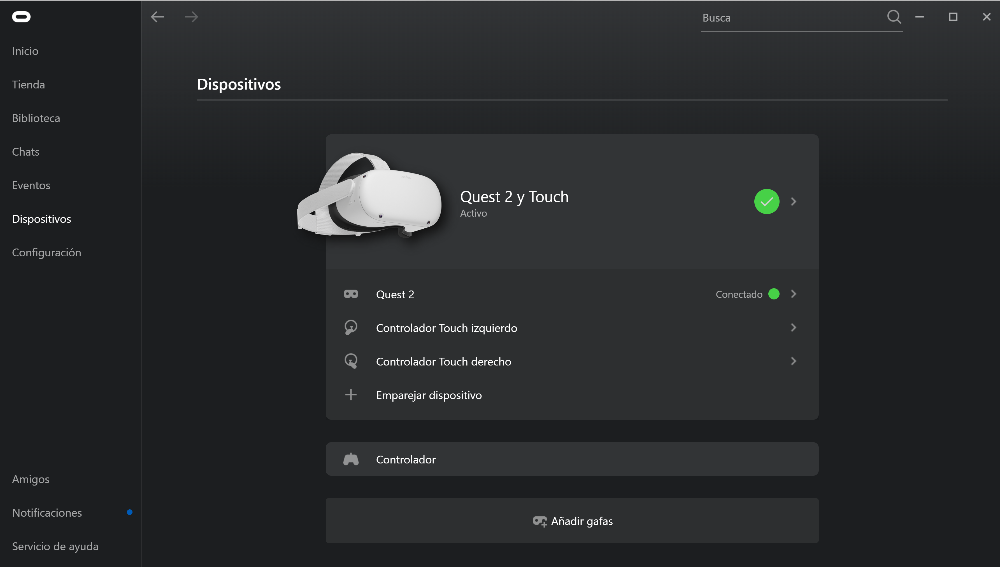 Busca
Inicio
Tienda
Biblioteca
Chats
Eventos
Dispositivos
Configuración
Amigos
Notificaciones
Servicio de ayuda
Dispositivos
oculus
Quest 2 y Touch
Activo
Quest 2
Conectado
Controlador Touch izquierdo
Controlador Touch derecho
Emparejar dispositivo
Controlador
Añadir gafas